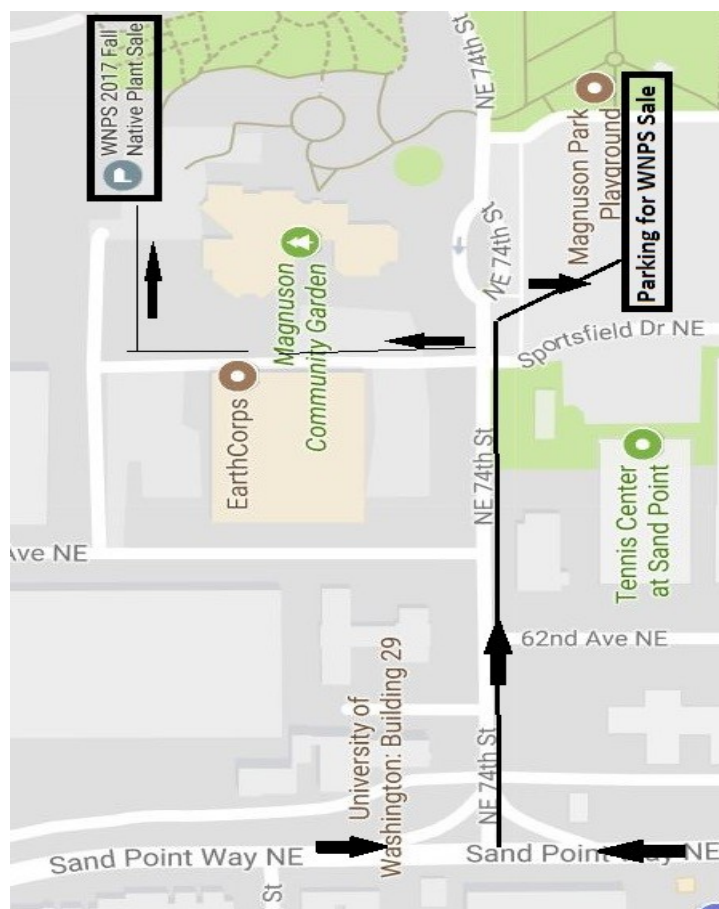 WNPS 2017 Fall
Native Plant Sale
NE 74th St
Magnuson Park
Playground
Parking for WNPS Sale
NE 74th St
Magnuson
Community Garden
EarthCorps
Sportsfield Dr NE
NE 74th St
Tennis Center
at Sand Point
Ave NE
62nd Ave NE
University of
Washington: Building 29
NE 74th St
Sand Point Way NE
Sand Point Way NE
St